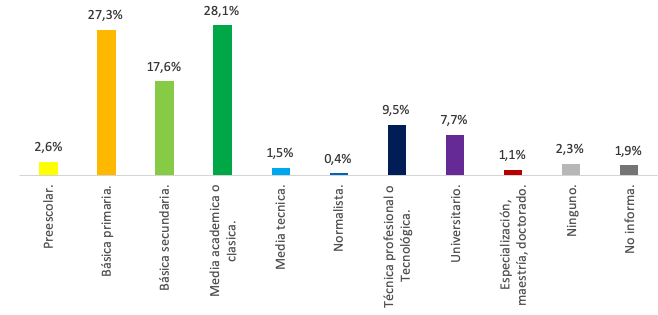 2,6%
27,3%
17,6%
28,1%
1,5%
0,4%
9,5%
7,7%
1,1%
2,3%
1,9%
Preescolar.
Básica primaria.
Básica secundaria.
Media academica o
clasica.
Media tecnica.
Normalista.
Técnica profesional o
Tecnológica.
Universitario.
Especialización,
maestría, doctorado.
Ninguno.
No informa.